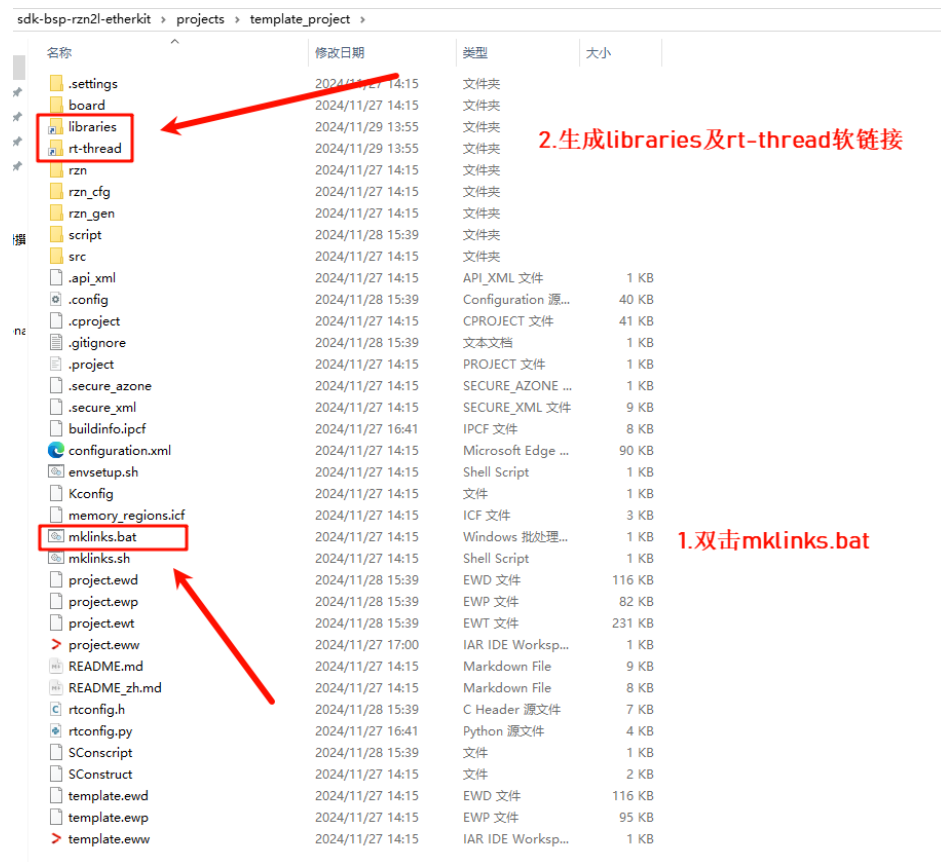 sdk-bsp-rzn2l-etherkit › projects › template_project ›
名称 修改日期 类型 大小
.settings 2024/11/27 14:15 文件夹
board 2024/11/27 14:15 文件夹
libraries 2024/11/29 13:55 文件夹
2.生成libraries及rt-thread软链接
rt-thread 2024/11/29 13:55 文件夹
rzn 2024/11/27 14:15 文件夹
rzn_cfg 2024/11/27 14:15 文件夹
rzn_gen 2024/11/27 14:15 文件夹
script 2024/11/28 15:39 文件夹
src 2024/11/27 14:15 文件夹
.api_xml 2024/11/27 14:15 API_XML 文件 1 KB
.config 2024/11/28 15:39 Configuration 源... 40 KB
.cproject 2024/11/27 14:15 CPROJECT 文件 41 KB
.gitignore 2024/11/28 15:39 文本文档 1 KB
.project 2024/11/27 14:15 PROJECT 文件 1 KB
.secure_azone 2024/11/27 14:15 SECURE_AZONE ... 1 KB
.secure_xml 2024/11/27 14:15 SECURE_XML 文件 9 KB
buildinfo.ipcf 2024/11/27 16:41 IPCF 文件 8 KB
configuration.xml 2024/11/27 14:15 Microsoft Edge ... 90 KB
envsetup.sh 2024/11/27 14:15 Shell Script 1 KB
Kconfig 2024/11/27 14:15 文件 1 KB
memory_regions.icf 2024/11/27 14:15 ICF 文件 3 KB
mklinks.bat 2024/11/27 14:15 Windows 批处理... 1 KB
1.双击mklinks.bat
mklinks.sh 2024/11/27 14:15 Shell Script 1 KB
project.ewd 2024/11/28 15:39 EWD 文件 116 KB
project.ewp 2024/11/28 15:39 EWP 文件 82 KB
project.ewt 2024/11/28 15:39 EWT 文件 231 KB
project.eww 2024/11/27 17:00 IAR IDE Worksp... 1 KB
README.md 2024/11/27 14:15 Markdown File 9 KB
README_zh.md 2024/11/27 14:15 Markdown File 8 KB
rtconfig.h 2024/11/28 15:39 C Header 源文件 7 KB
rtconfig.py 2024/11/27 16:41 Python 源文件 4 KB
SConscript 2024/11/28 15:39 文件 1 KB
SConstruct 2024/11/27 14:15 文件 2 KB
template.ewd 2024/11/27 14:15 EWD 文件 116 KB
template.ewp 2024/11/27 14:15 EWP 文件 95 KB
template.eww 2024/11/27 14:15 IAR IDE Worksp... 1 KB